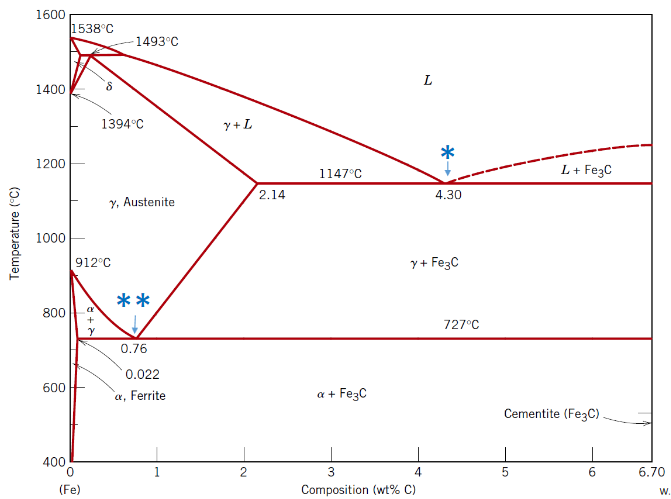 1600
1538°C
1493°C
δ
L
1400
1394°C
γ + L
*
1200
1147°C
L + Fe3C
2.14
4.30
γ, Austenite
Temperature (°C)
1000
γ + Fe3C
912°C
**
α
+
γ
800
727°C
0.76
0.022
600
α, Ferrite
α + Fe3C
Cementite (Fe3C)
400
0
1
2
3
4
5
6
6.70
(Fe)
Composition (wt% C)
w.